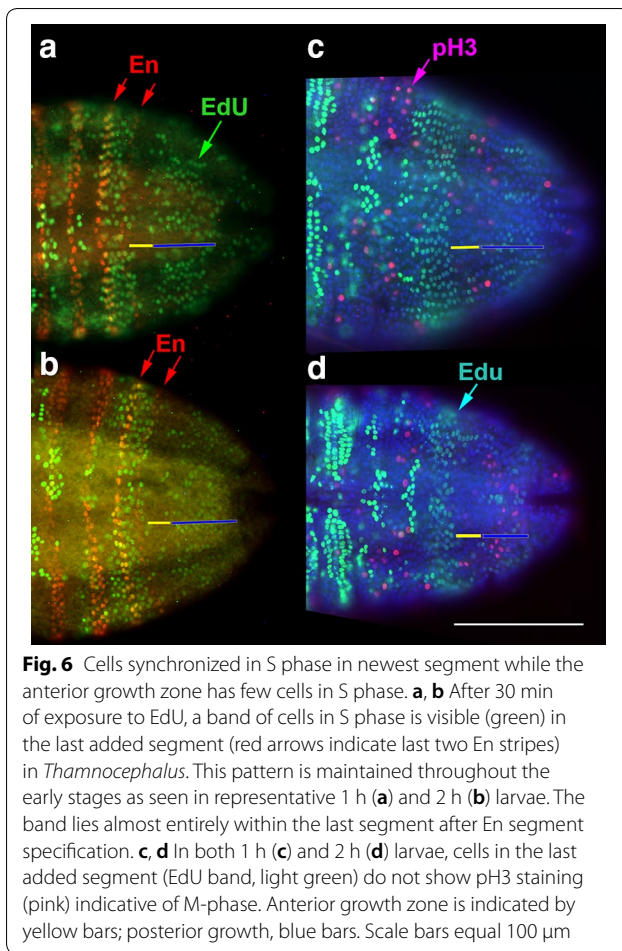 a
c
pH3
En
EdU
b
d
En
Edu
Fig. 6 Cells synchronized in S phase in newest segment while the
anterior growth zone has few cells in S phase. a, b After 30 min
of exposure to EdU, a band of cells in S phase is visible (green) in
the last added segment (red arrows indicate last two En stripes)
in Thamnocephalus. This pattern is maintained throughout the
early stages as seen in representative 1 h (a) and 2 h (b) larvae. The
band lies almost entirely within the last segment after En segment
specification. c, d In both 1 h (c) and 2 h (d) larvae, cells in the last
added segment (EdU band, light green) do not show pH3 staining
(pink) indicative of M-phase. Anterior growth zone is indicated by
yellow bars; posterior growth, blue bars. Scale bars equal 100 μm